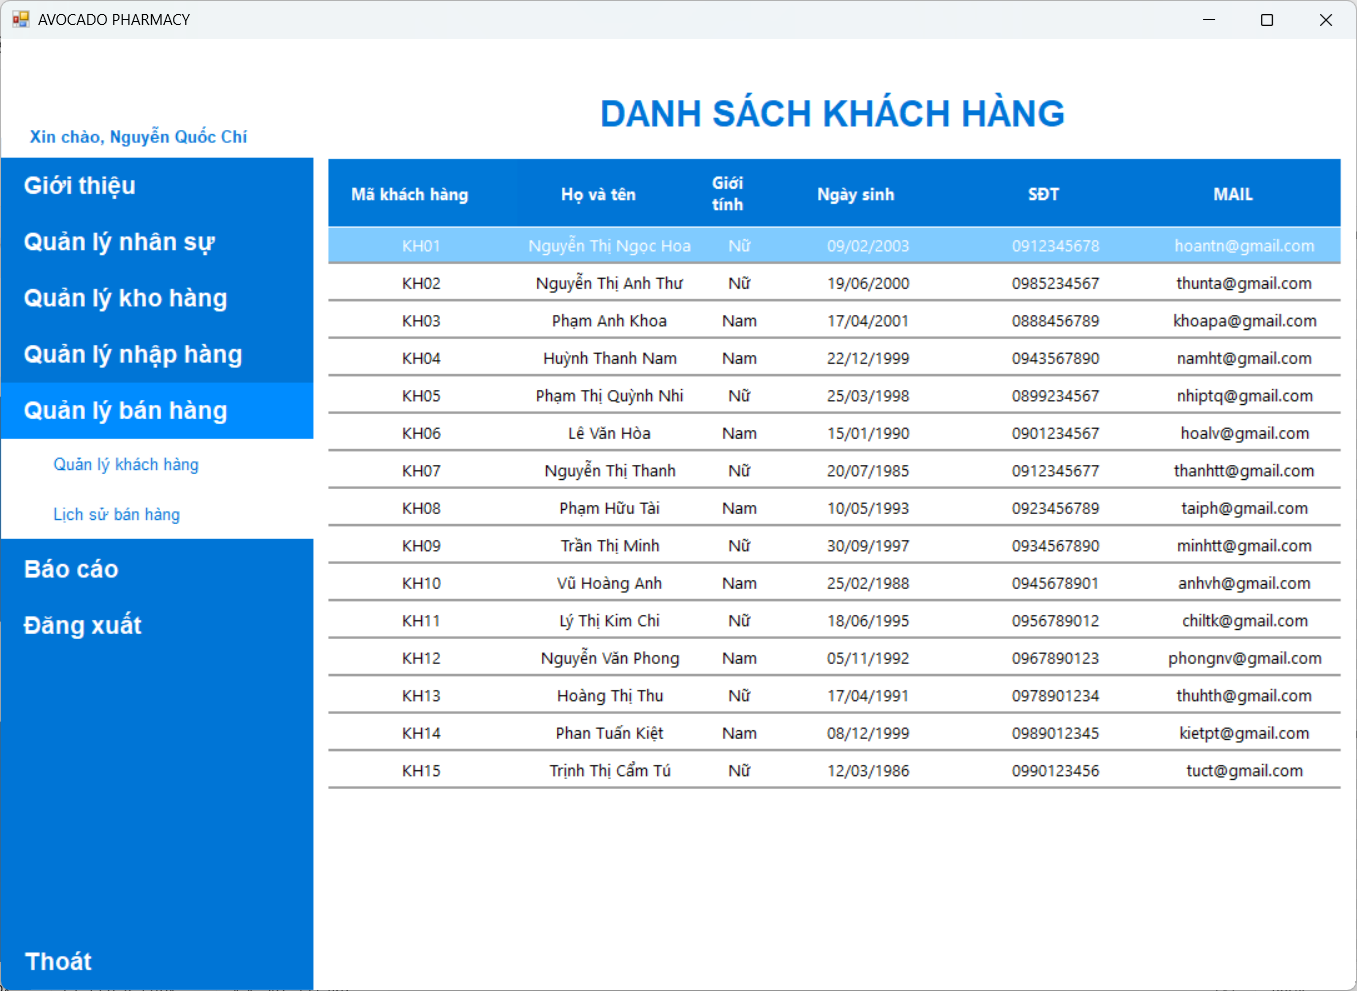 AVOCADO PHARMACY
DANH SÁCH KHÁCH HÀNG
Xin chào, Nguyễn Quốc Chí
Giới thiệu
Quản lý nhân sự
Quản lý kho hàng
Quản lý nhập hàng
Quản lý bán hàng
Quản lý khách hàng
Lịch sử bán hàng
Báo cáo
Đăng xuất
Thoát
Mã khách hàng Họ và tên Giới tính Ngày sinh SĐT MAIL
KH01 Nguyễn Thị Ngọc Hoa Nữ 09/02/2003 0912345678 hoantn@gmail.com
KH02 Nguyễn Thị Anh Thư Nữ 19/06/2000 0985234567 thunta@gmail.com
KH03 Phạm Anh Khoa Nam 17/04/2001 0888456789 khoapa@gmail.com
KH04 Huỳnh Thanh Nam Nam 22/12/1999 0943567890 namht@gmail.com
KH05 Phạm Thị Quỳnh Nhi Nữ 25/03/1998 0899234567 nhiptq@gmail.com
KH06 Lê Văn Hòa Nam 15/01/1990 0901234567 hoalv@gmail.com
KH07 Nguyễn Thị Thanh Nữ 20/07/1985 0912345677 thanhtt@gmail.com
KH08 Phạm Hữu Tài Nam 10/05/1993 0923456789 taiph@gmail.com
KH09 Trần Thị Minh Nữ 30/09/1997 0934567890 minhtt@gmail.com
KH10 Vũ Hoàng Anh Nam 25/02/1988 0945678901 anhvh@gmail.com
KH11 Lý Thị Kim Chi Nữ 18/06/1995 0956789012 chiltk@gmail.com
KH12 Nguyễn Văn Phong Nam 05/11/1992 0967890123 phongnv@gmail.com
KH13 Hoàng Thị Thu Nữ 17/04/1991 0978901234 thuhth@gmail.com
KH14 Phan Tuấn Kiệt Nam 08/12/1999 0989012345 kietpt@gmail.com
KH15 Trịnh Thị Cẩm Tú Nữ 12/03/1986 0990123456 tuct@gmail.com